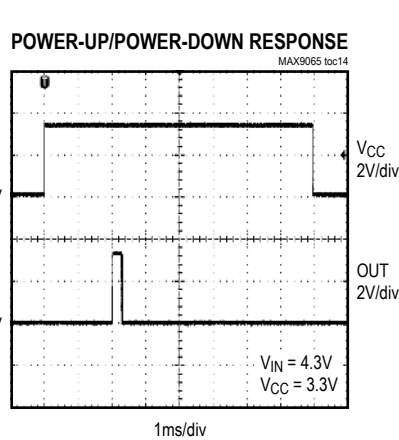 POWER-UP/POWER-DOWN RESPONSE
MAX9065 toc14
VCC
2V/div
OUT
2V/div
VIN = 4.3V
VCC = 3.3V
1ms/div